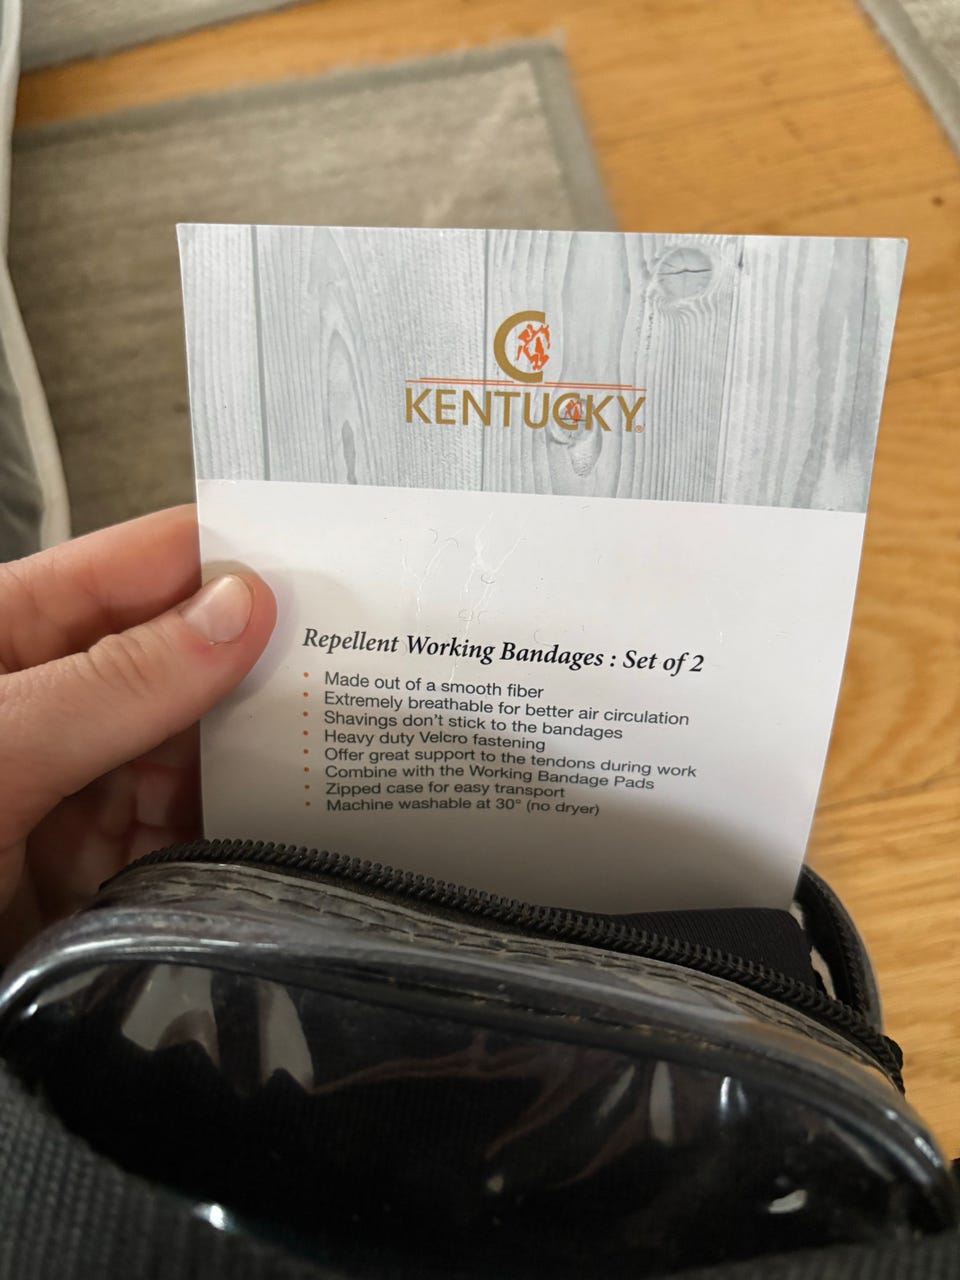 KENTUCKY®
Repellent Working Bandages : Set of 2
• Made out of a smooth fiber
• Extremely breathable for better air circulation
• Shavings don't stick to the bandages
• Heavy duty Velcro fastening
• Offer great support to the tendons during work
• Combine with the Working Bandage Pads
• Zipped case for easy transport
• Machine washable at 30° (no dryer)